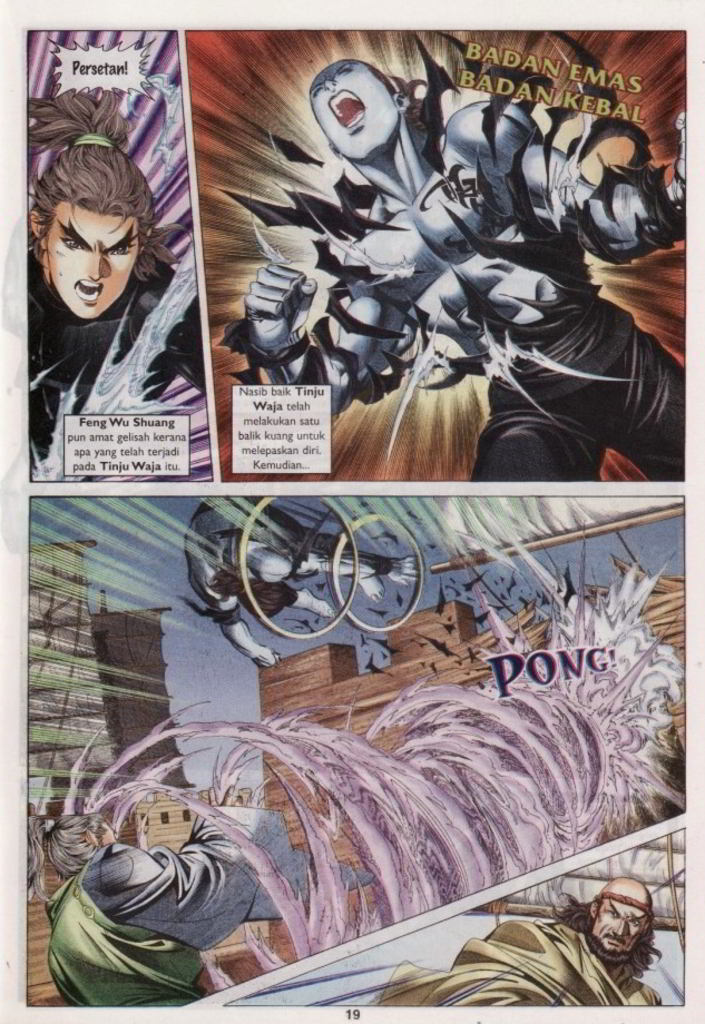 Persetan!
BADAN EMAS
BADAN KEBAL
Feng Wu Shuang
pun amat gelisah kerana
apa yang telah terjadi
pada Tinju Waja itu.
Nasib baik Tinju
Waja telah
melakukan satu
balik kuang untuk
melepaskan diri.
Kemudian...
PONG!
19